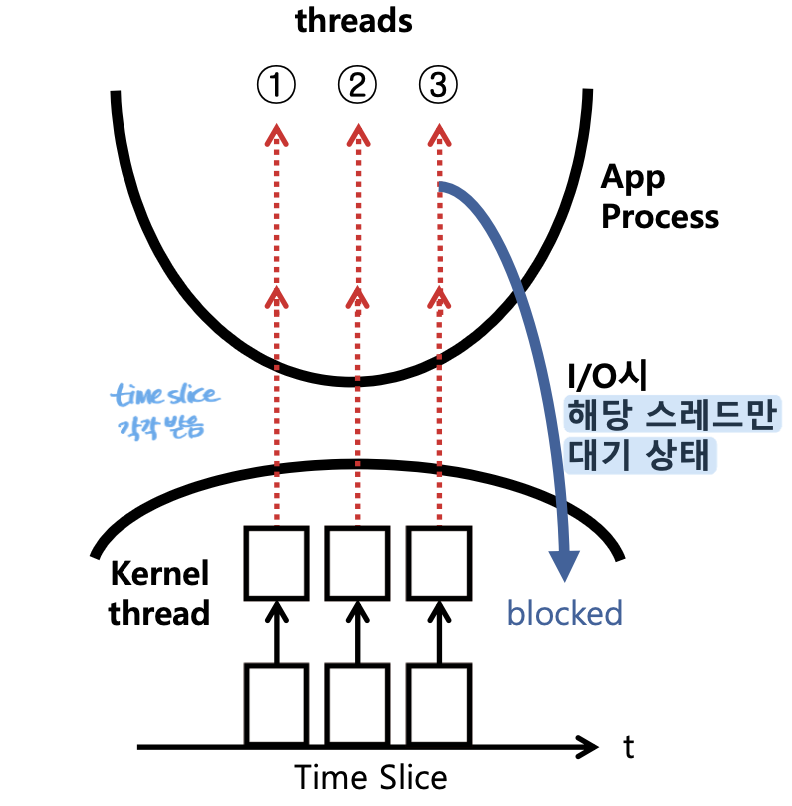 threads
① ② ③
App
Process
time slice
각각 받음
I/O시
해당 스레드만
대기 상태
Kernel
thread
blocked
t
Time Slice